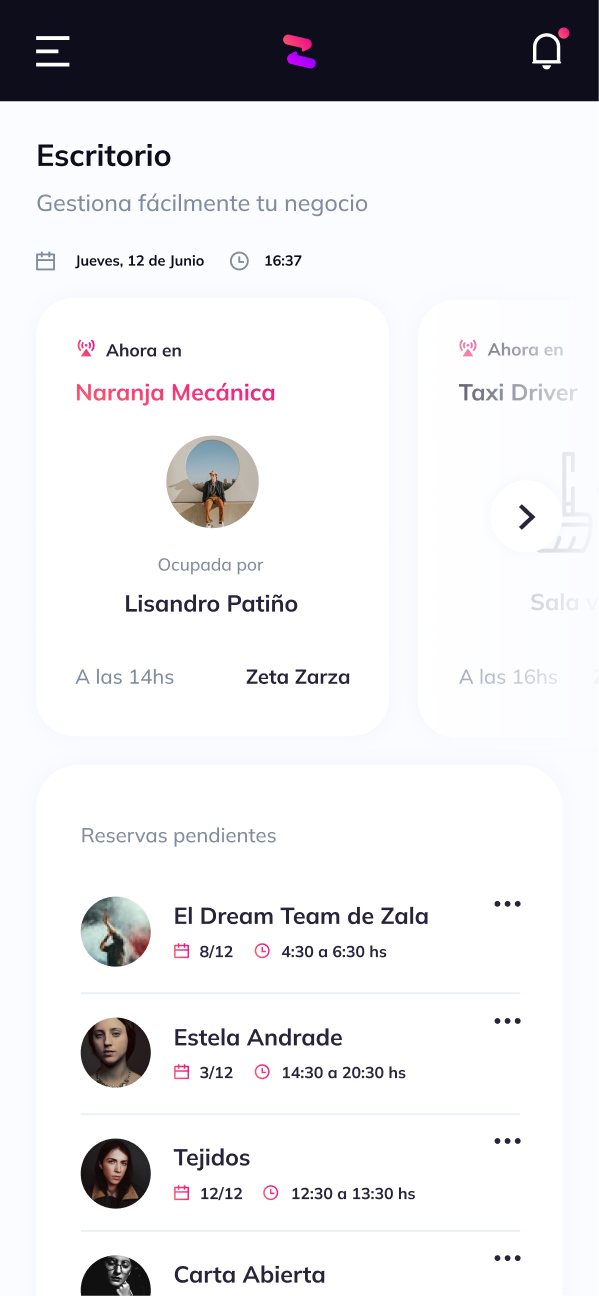 Escritorio
Gestiona fácilmente tu negocio
Jueves, 12 de Junio 16:37
Ahora en
Naranja Mecánica
Ocupada por
Lisandro Patiño
A las 14hs Zeta Zarza
Ahora en
Taxi Driver
Sala
A las 16hs
Reservas pendientes
El Dream Team de Zala
8/12 4:30 a 6:30 hs
Estela Andrade
3/12 14:30 a 20:30 hs
Tejidos
12/12 12:30 a 13:30 hs
Carta Abierta